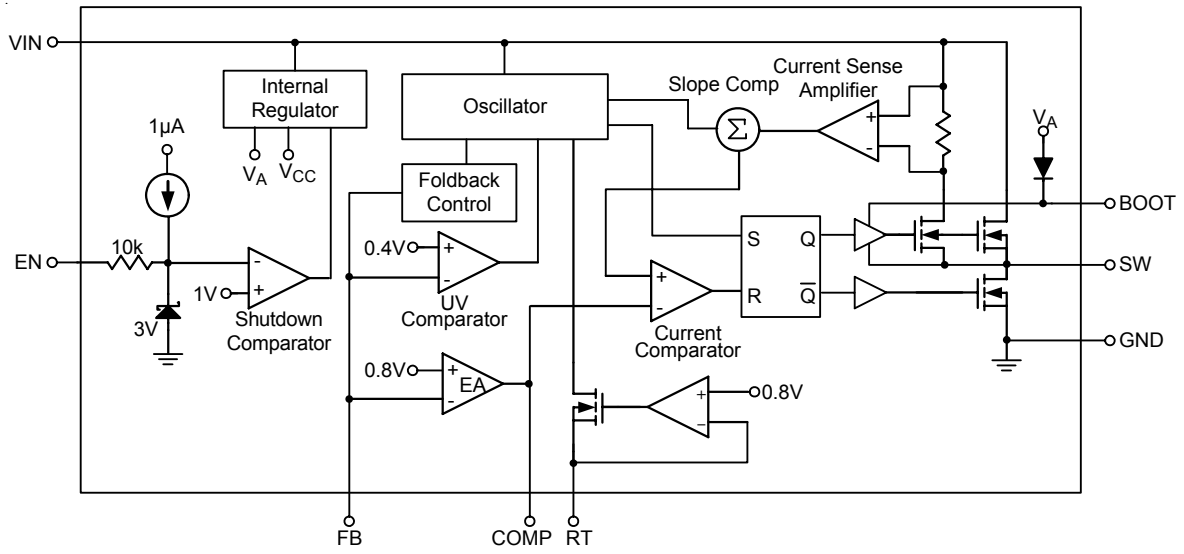 VIN
Internal
Regulator
Oscillator
Slope Comp
Current Sense
Amplifier
Σ
+
-
1µA
VA
VCC
VA
Foldback
Control
BOOT
10k
EN
-
+
1V
3V
Shutdown
Comparator
0.4V
+
-
UV
Comparator
S
Q
R
Q
+
-
Current
Comparator
SW
GND
0.8V
+
-
EA
+
−
0.8V
FB
COMP
RT